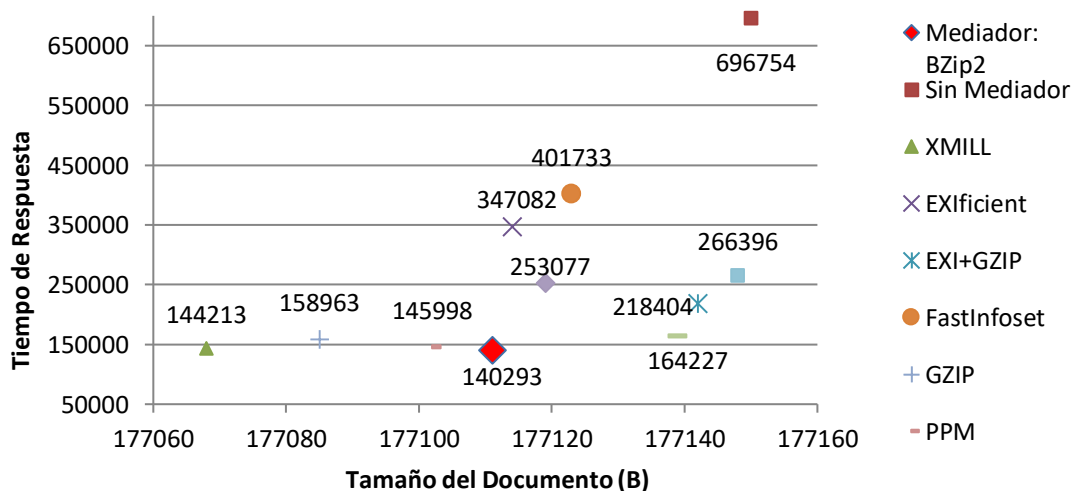 650000
550000
450000
350000
250000
150000
50000
Tiempo de Respuesta
696754
401733
347082
266396
253077
218404
158963
144213
145998
164227
140293
177060
177080
177100
177120
177140
177160
Tamaño del Documento (B)
Mediador:
BZip2
Sin Mediador
XMILL
EXIficient
EXI+GZIP
FastInfoset
GZIP
PPM